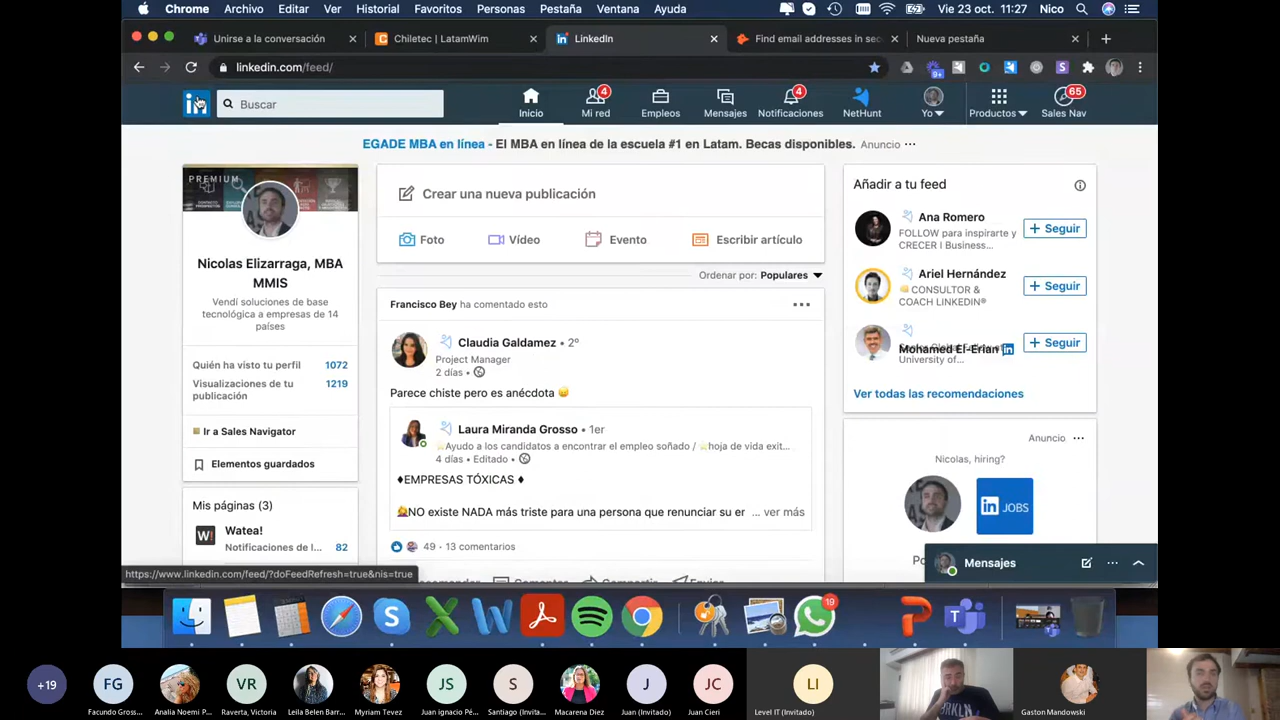 Chrome Archivo Editar Ver Historial Favoritos Personas Pestaña Ventana Ayuda Vie 23 oct. 11:27 Nico
Unirse a la conversación Chiletec | LatamWim LinkedIn Find email addresses in sec Nueva pestaña
linkedin.com/feed/ 9+
in Buscar
4 4 65
Inicio Mi red Empleos Mensajes Notificaciones NetHunt Yo Productos Sales Nav
EGADE MBA en línea - El MBA en línea de la escuela #1 en Latam. Becas disponibles. Anuncio
PREMIUM
Nicolas Elizarraga, MBA
MMIS
Vendí soluciones de base
tecnológica a empresas de 14
países
Quién ha visto tu perfil 1072
Visualizaciones de tu
publicación 1219
Ir a Sales Navigator
Elementos guardados
Mis páginas (3)
Watea!
Notificaciones de l... 82
Crear una nueva publicación
Foto Vídeo Evento Escribir artículo
Ordenar por: Populares
Francisco Bey ha comentado esto
Claudia Galdamez • 2º
Project Manager
2 días •
Parece chiste pero es anécdota
Laura Miranda Grosso • 1er
Ayudo a los candidatos a encontrar el empleo soñado / hoja de vida exit...
4 días • Editado •
♦EMPRESAS TÓXICAS ♦
NO existe NADA más triste para una persona que renunciar su er ... ver más
49 · 13 comentarios
Añadir a tu feed
Ana Romero
FOLLOW para inspirarte y
CRECER I Business...
+ Seguir
Ariel Hernández
CONSULTOR &
COACH LINKEDIN®
+ Seguir
Mohamed El-Erian
University of...
+ Seguir
Ver todas las recomendaciones
Anuncio
Nicolas, hiring?
in JOBS
Mensajes
https://www.linkedin.com/feed/?doFeedRefresh=true&nis=true
19
+19 FG VR JS S J JC LI
Facundo Gross... Analia Noemi P... Raverta, Victoria Leila Belen Barr... Myriam Tevez Juan ignacio Pé... Santiago (Invita... Macarena Diez Juan (Invitado) Juan Cieri Level IT (Invitado) Gaston Mandowski